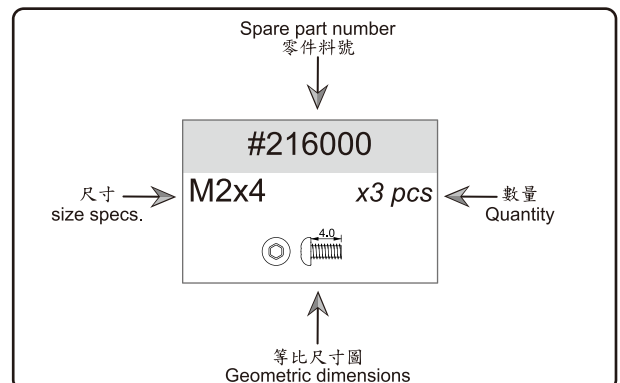 Spare part number
零件料號
#216000
尺寸
size specs.
M2x4
x3 pcs
數量
Quantity
4.0
等比尺寸圖
Geometric dimensions